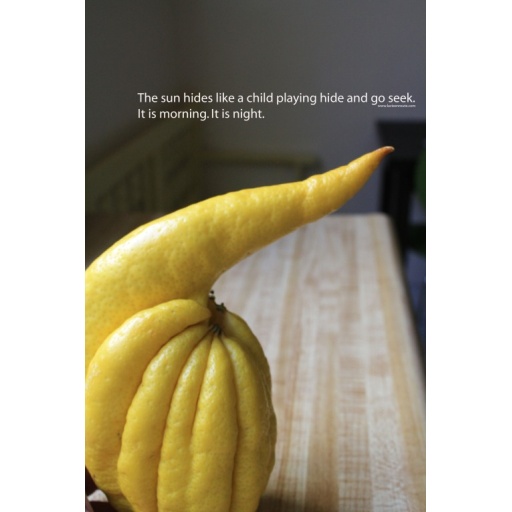 The sun hides like a child playing hide and go seek.
It is morning. It is night.